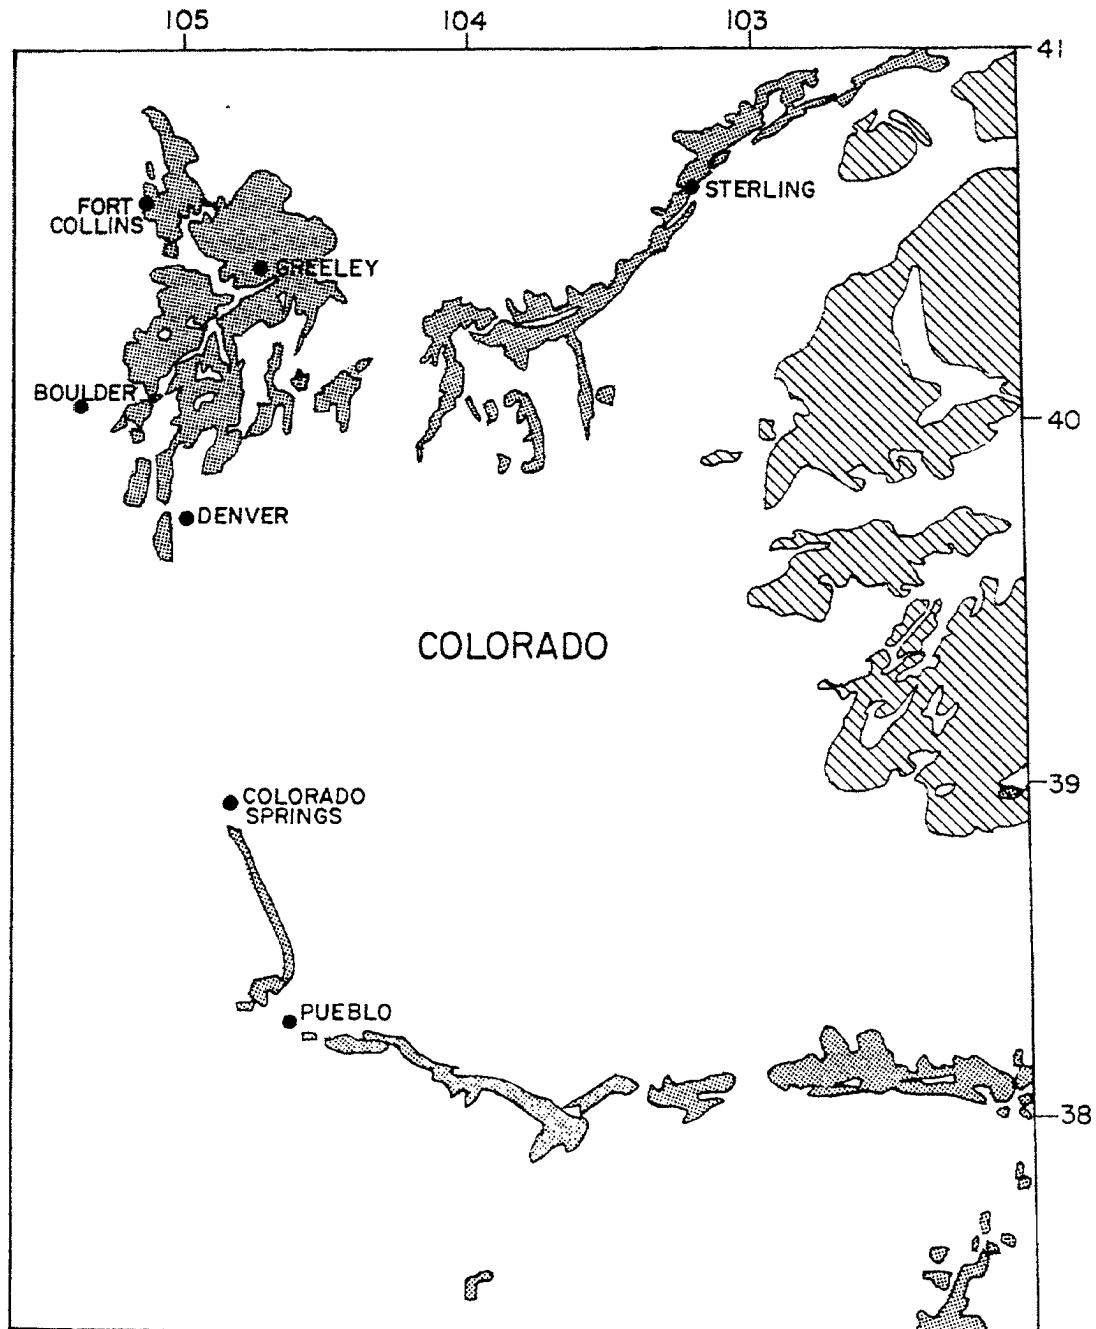 105 104 103
41
STERLING
FORT
COLLINS
GREELEY
BOULDER
40
DENVER
COLORADO
39
COLORADO
SPRINGS
PUEBLO
38